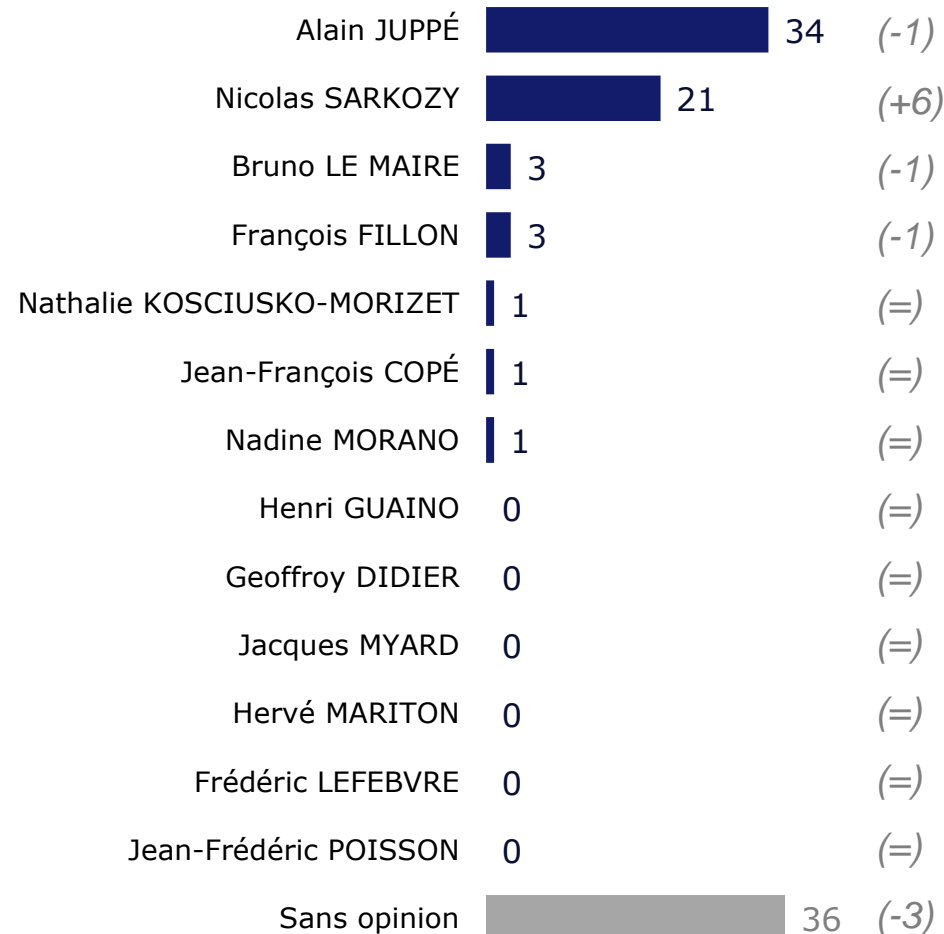 Alain JUPPÉ 34 (-1)
Nicolas SARKOZY 21 (+6)
Bruno LE MAIRE 3 (-1)
François FILLON 3 (-1)
Nathalie KOSCIUSKO-MORIZET 1 (=)
Jean-François COPÉ 1 (=)
Nadine MORANO 1 (=)
Henri GUAINO 0 (=)
Geoffroy DIDIER 0 (=)
Jacques MYARD 0 (=)
Hervé MARITON 0 (=)
Frédéric LEFEBVRE 0 (=)
Jean-Frédéric POISSON 0 (=)
Sans opinion 36 (-3)